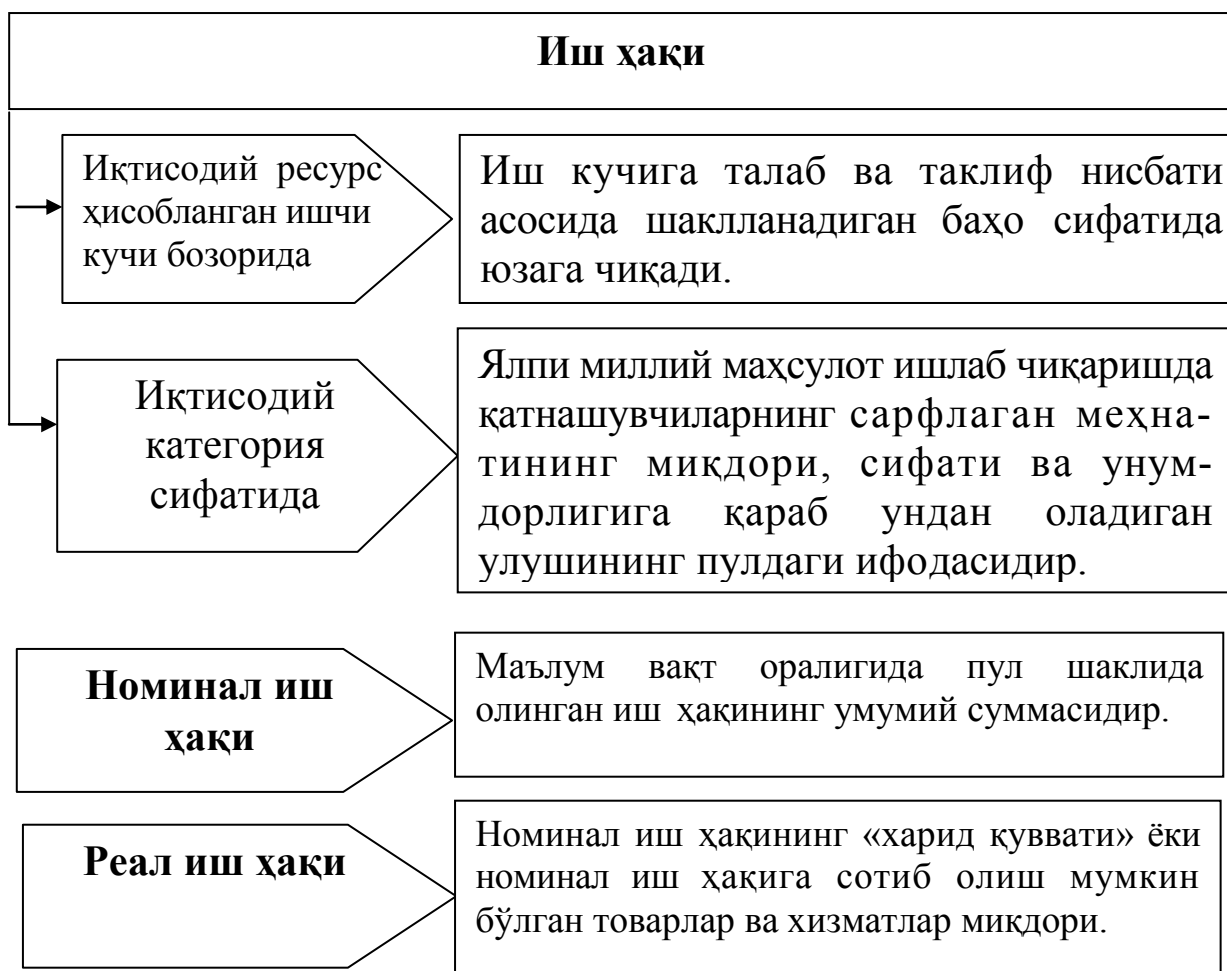 Иш ҳақи
Иқтисодий ресурс
ҳисобланган ишчи
кучи бозорида
Иш кучига талаб ва таклиф нисбати
асосида шаклланадиган баҳо сифатида
юзага чиқади.
Иқтисодий
категория
сифатида
Ялпи миллий маҳсулот ишлаб чиқаришда
қатнашувчиларнинг сарфлаган меҳна-
тининг миқдори, сифати ва унум-
дорлигига қараб ундан оладиган
улушининг пулдаги ифодасидир.
Номинал иш
ҳақи
Маълум вақт оралигида пул шаклида
олинган иш ҳақининг умумий суммасидир.
Реал иш ҳақи
Номинал иш ҳақининг «харид қуввати» ёки
номинал иш ҳақига сотиб олиш мумкин
бўлган товарлар ва хизматлар миқдори.